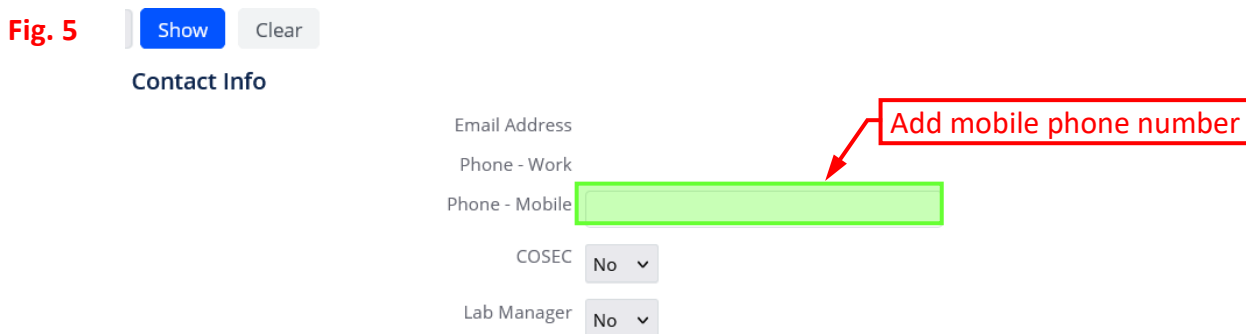 Fig. 5 Show Clear
Contact Info
Email Address
Add mobile phone number
Phone - Work
Phone - Mobile
COSEC No
Lab Manager No